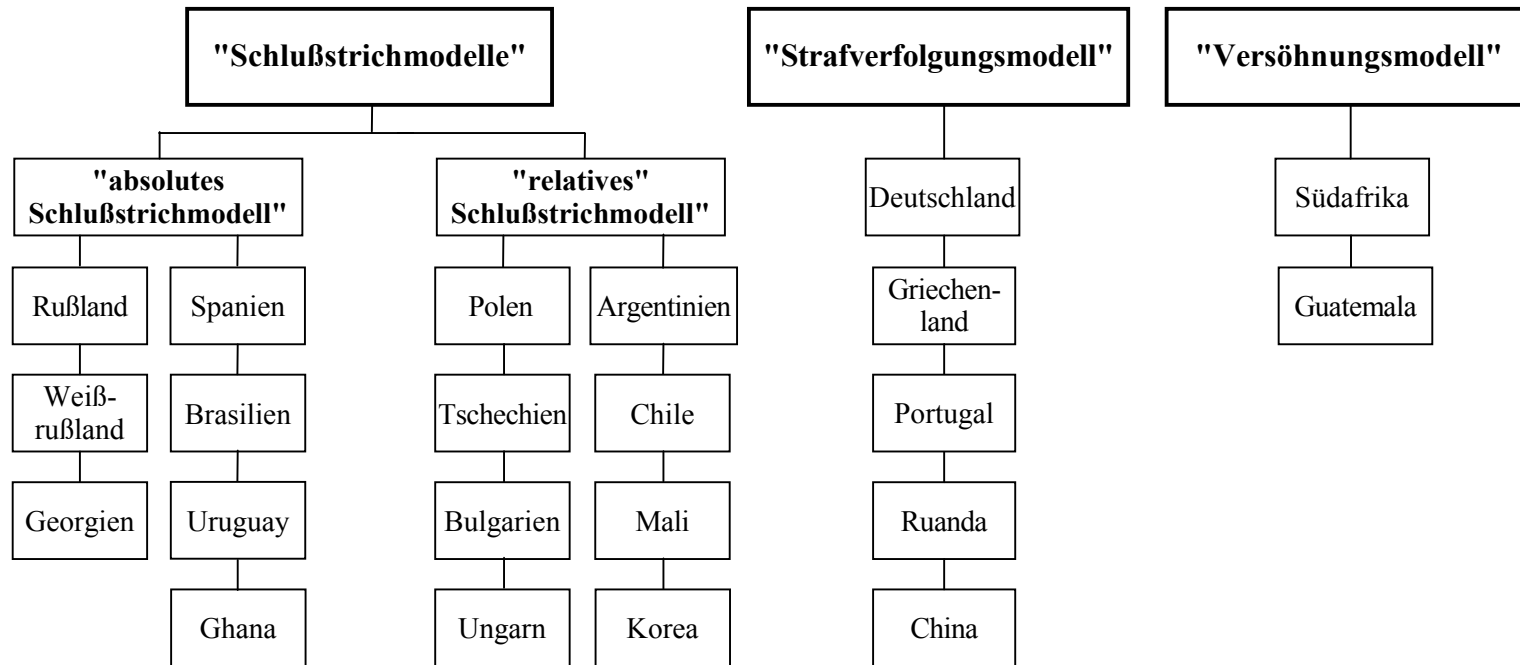 "Schlußstrichmodelle"
"Strafverfolgungsmodell"
"Versöhnungsmodell"
"absolutes
Schlußstrichmodell"
"relatives"
Schlußstrichmodell"
Rußland
Weiß-
rußland
Georgien
Spanien
Brasilien
Uruguay
Ghana
Polen
Tschechien
Bulgarien
Ungarn
Argentinien
Chile
Mali
Korea
Deutschland
Griechen-
land
Portugal
Ruanda
China
Südafrika
Guatemala